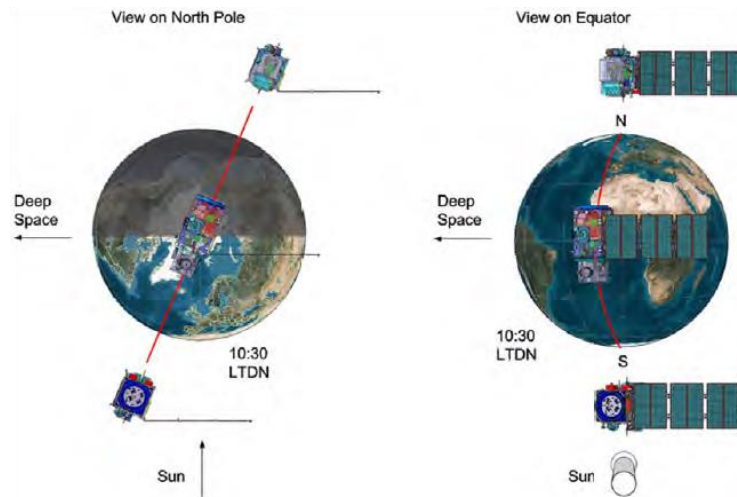 View on North Pole
View on Equator
N
Deep
Space
Deep
Space
10:30
LTDN
10:30
LTDN
S
Sun
Sun